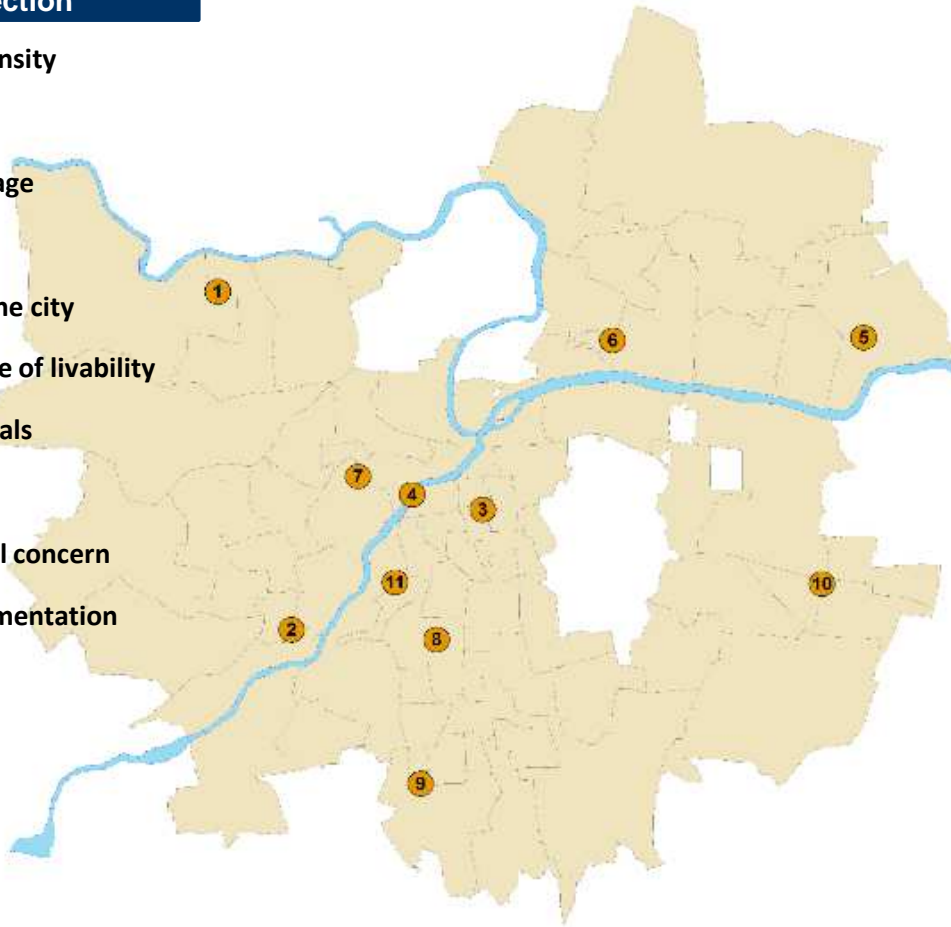 ection
nsity
age
he city
e of livability
als
l concern
mentation
1
6
5
7
4
3
11
10
2
8
9